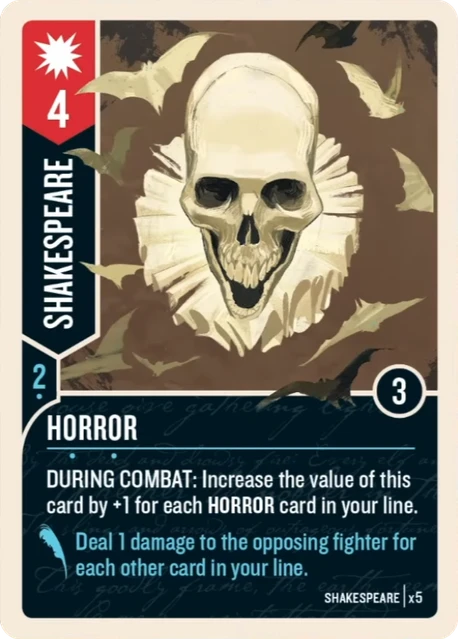 4
SHAKESPEARE
2
3
HORROR
DURING COMBAT: Increase the value of this
card by +1 for each HORROR card in your line.
Deal 1 damage to the opposing fighter for
each other card in your line.
SHAKESPEARE | x5